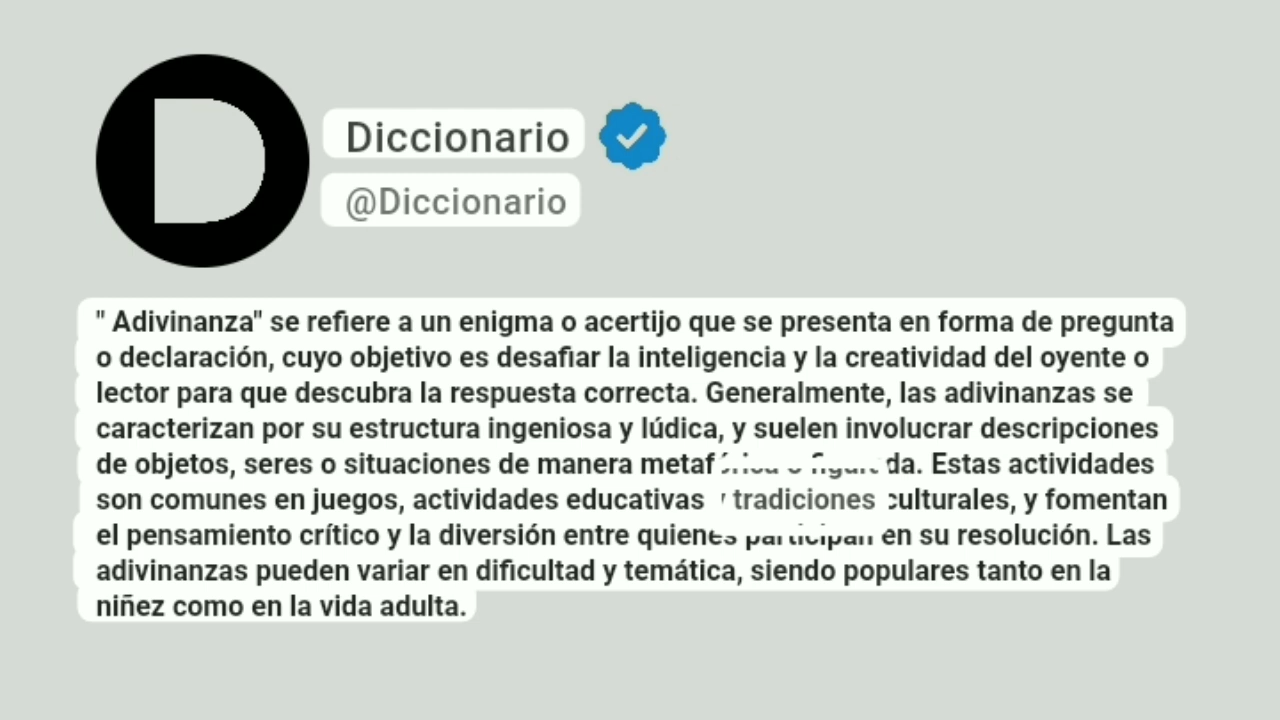 D
Diccionario
@Diccionario
" Adivinanza" se refiere a un enigma o acertijo que se presenta en forma de pregunta
o declaración, cuyo objetivo es desafiar la inteligencia y la creatividad del oyente o
lector para que descubra la respuesta correcta. Generalmente, las adivinanzas se
caracterizan por su estructura ingeniosa y lúdica, y suelen involucrar descripciones
de objetos, seres o situaciones de manera metafórica o figurada. Estas actividades
son comunes en juegos, actividades educativas y tradiciones culturales, y fomentan
el pensamiento crítico y la diversión entre quienes participan en su resolución. Las
adivinanzas pueden variar en dificultad y temática, siendo populares tanto en la
niñez como en la vida adulta.